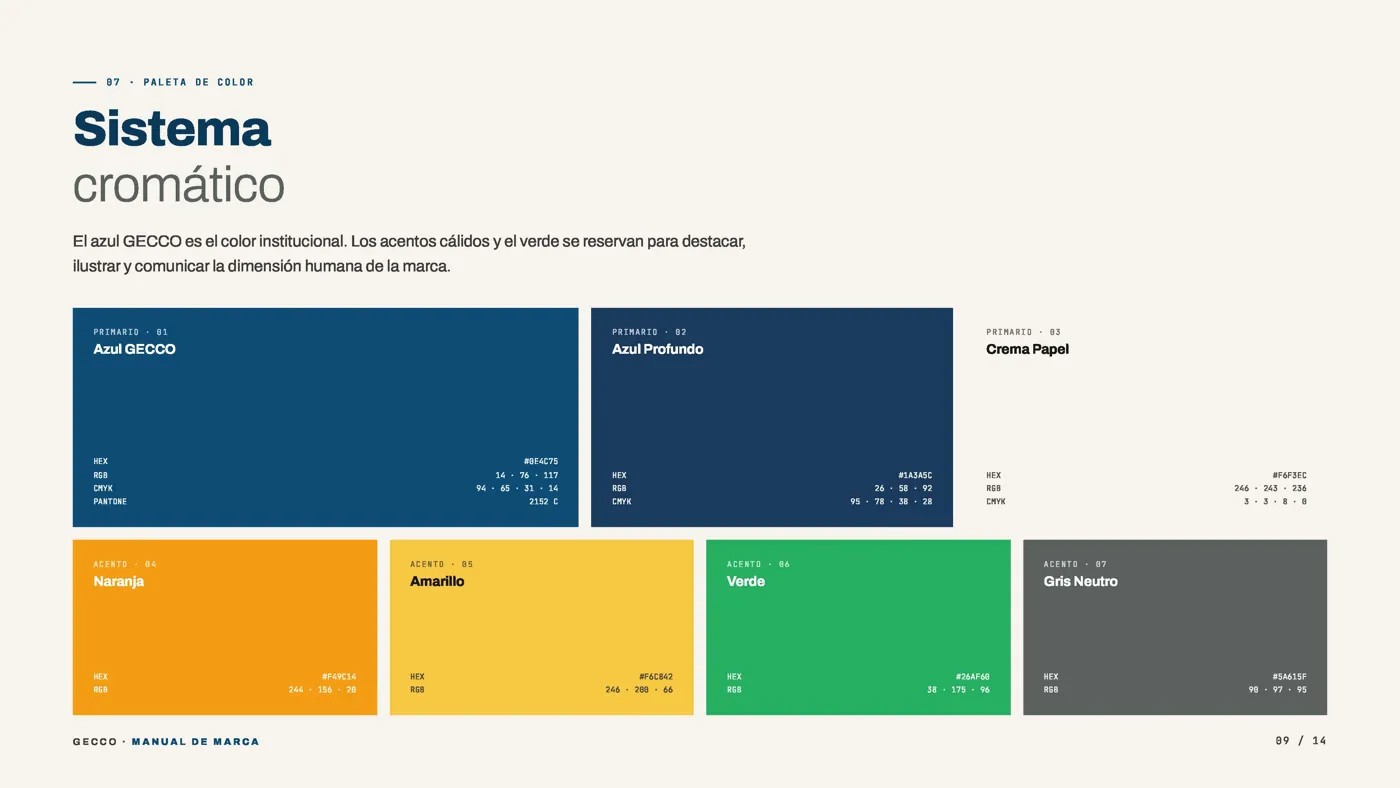 07 · PALETA DE COLOR
Sistema
cromático
El azul GECCO es el color institucional. Los acentos cálidos y el verde se reservan para destacar,
ilustrar y comunicar la dimensión humana de la marca.
PRIMARIO · 01
Azul GECCO
HEX #0E4C75
RGB 14 · 76 · 117
CMYK 94 · 65 · 31 · 14
PANTONE 2152 C
PRIMARIO · 02
Azul Profundo
HEX #1A3A5C
RGB 26 · 58 · 92
CMYK 95 · 78 · 38 · 28
PRIMARIO · 03
Crema Papel
HEX #F6F3EC
RGB 246 · 243 · 236
CMYK 3 · 3 · 8 · 0
ACENTO · 04
Naranja
HEX #F49C14
RGB 244 · 156 · 20
ACENTO · 05
Amarillo
HEX #F6C842
RGB 246 · 200 · 66
ACENTO · 06
Verde
HEX #26AF60
RGB 38 · 175 · 96
ACENTO · 07
Gris Neutro
HEX #5A615F
RGB 90 · 97 · 95
GECCO · MANUAL DE MARCA
09 / 14